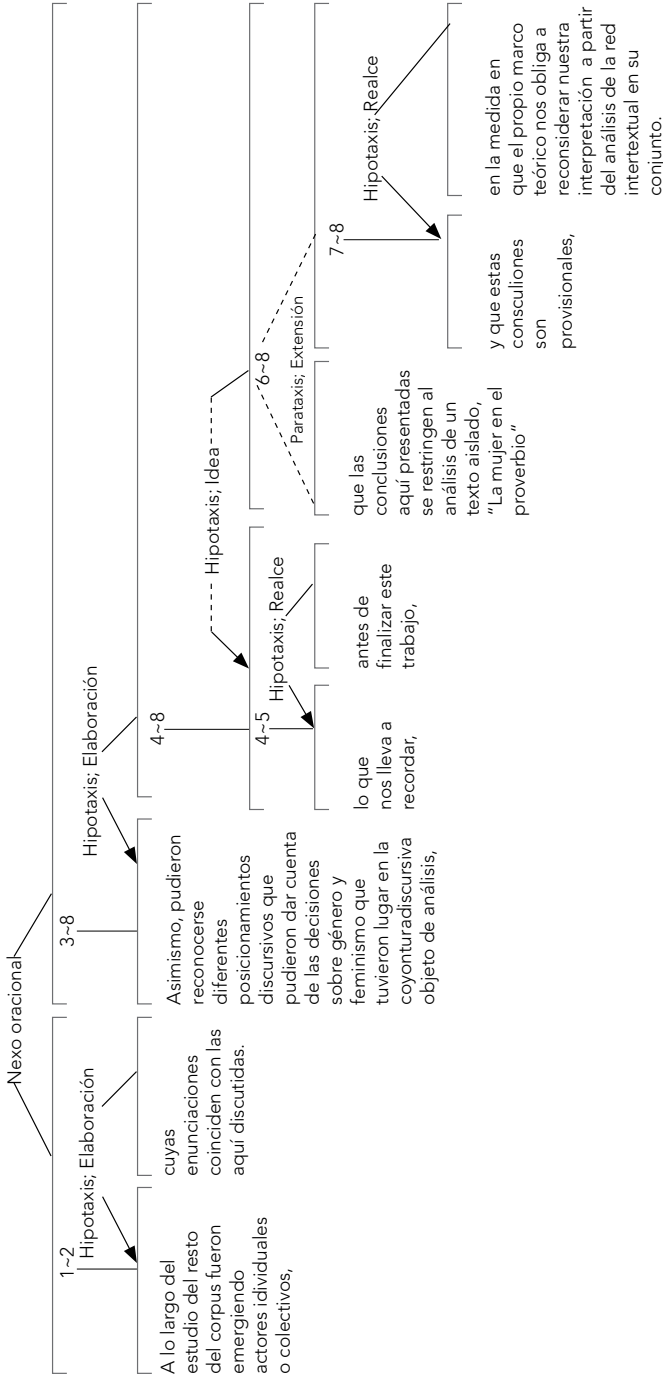 Nexo oracional
1~2
3~8
Hipotaxis; Elaboración
A lo largo del
estudio del resto
del corpus fueron
emergiendo
actores idividuales
o colectivos,
cuyas
enunciaciones
coinciden con las
aquí discutidas.
Hipotaxis; Elaboración
Asimismo, pudieron
reconocerse
diferentes
posicionamientos
discursivos que
pudieron dar cuenta
de las decisiones
sobre género y
feminismo que
tuvieron lugar en la
coyonturadiscursiva
objeto de análisis,
4~8
Hipotaxis; Idea
4~5
Hipotaxis; Realce
lo que
nos lleva a
recordar,
antes de
finalizar este
trabajo,
6~8
Parataxis; Extensión
que las
conclusiones
aquí presentadas
se restringen al
análisis de un
texto aislado,
“La mujer en el
proverbio”
7~8
Hipotaxis; Realce
y que estas
consculiones
son
provisionales,
en la medida en
que el propio marco
teórico nos obliga a
reconsiderar nuestra
interpretación a partir
del análisis de la red
intertextual en su
conjunto.